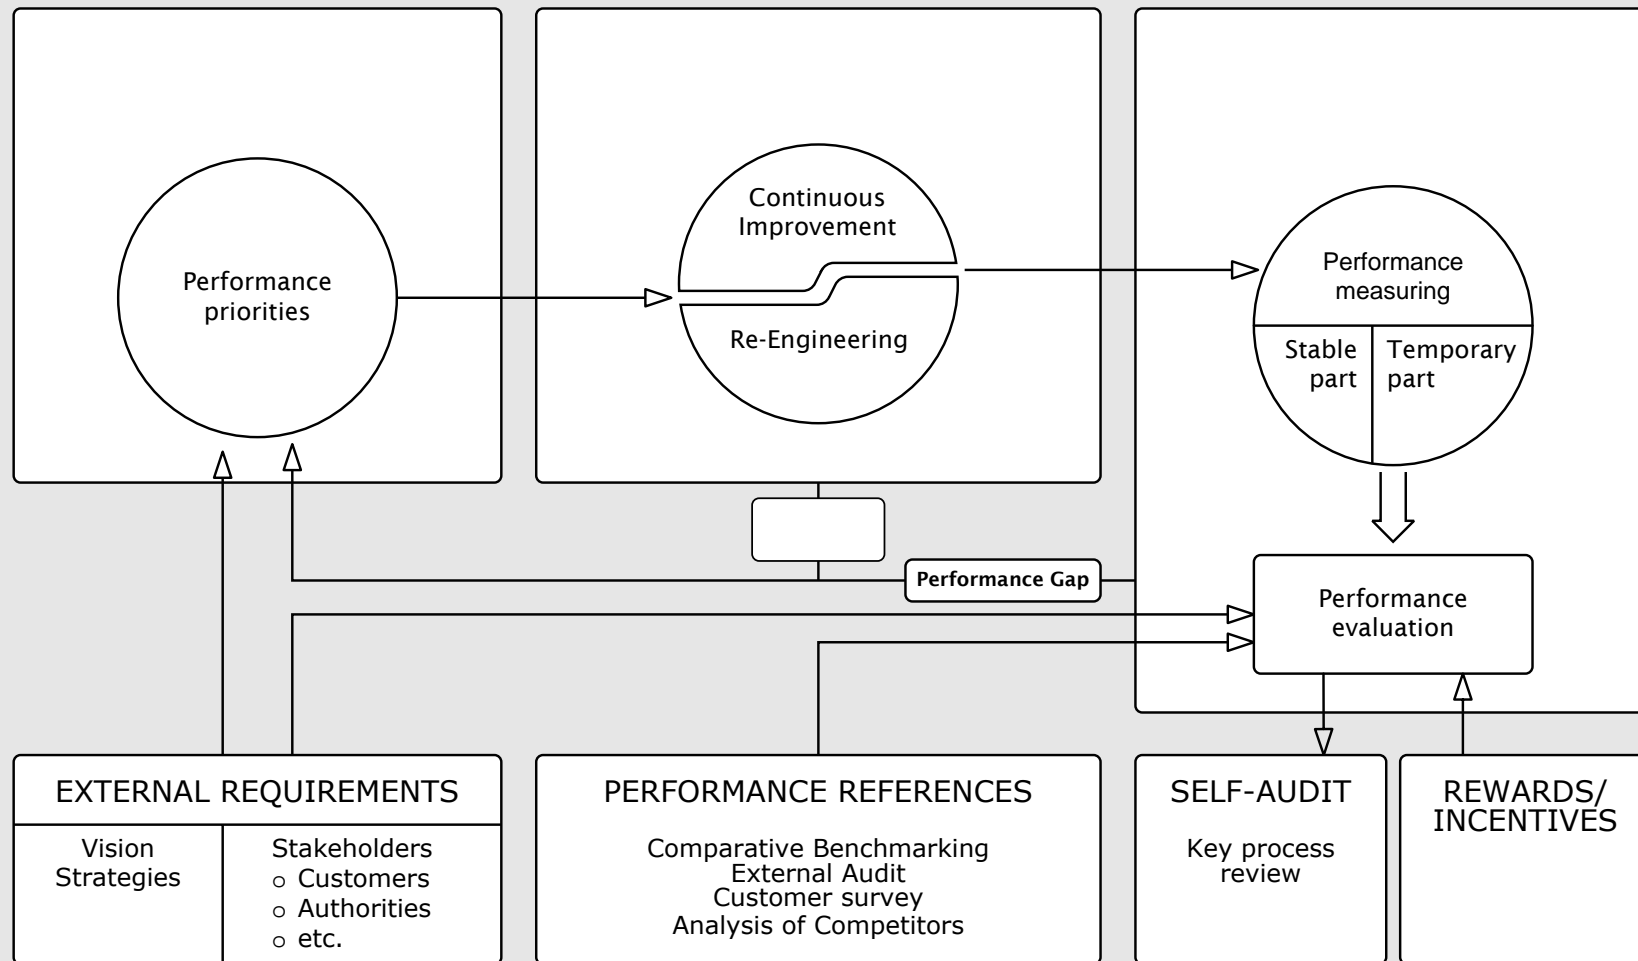 Performance
priorities
Continuous
Improvement
Re-Engineering
Performance
measuring
Stable
part
Temporary
part
Performance Gap
Performance
evaluation
EXTERNAL REQUIREMENTS
Vision
Strategies
Stakeholders
o Customers
o Authorities
o etc.
PERFORMANCE REFERENCES
Comparative Benchmarking
External Audit
Customer survey
Analysis of Competitors
SELF-AUDIT
Key process
review
REWARDS/
INCENTIVES